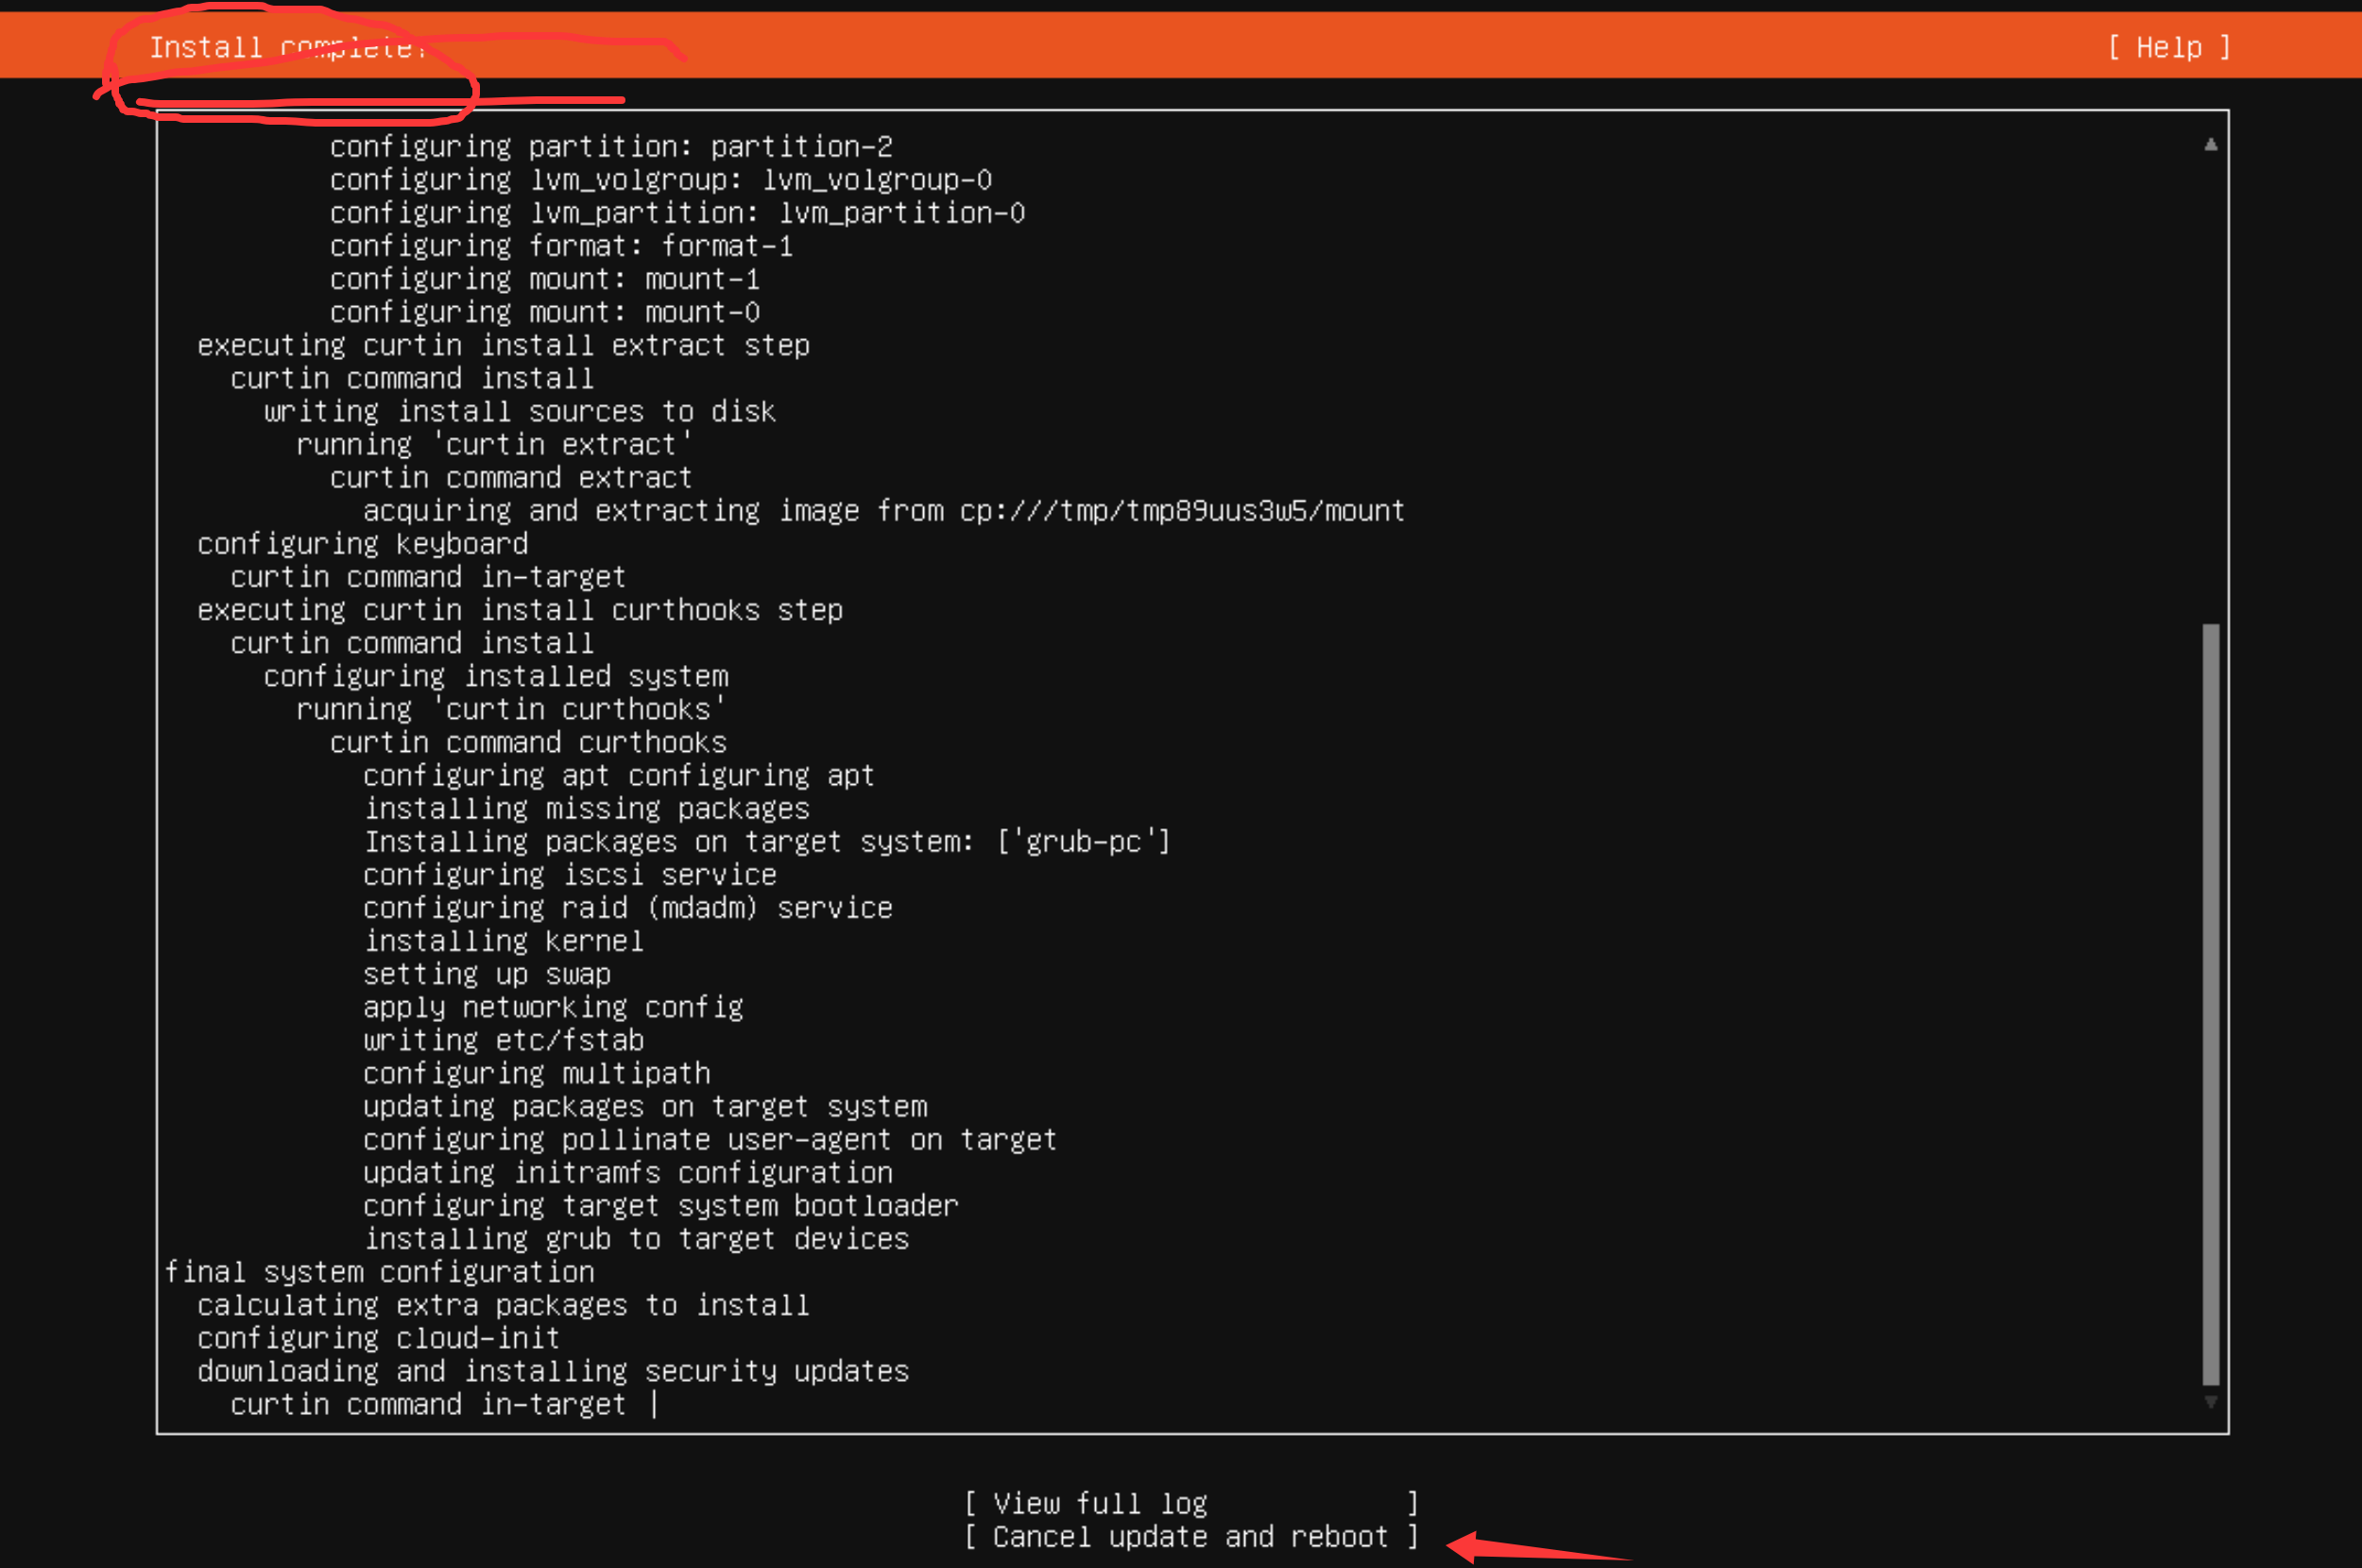 Install complete!
[ Help ]
configuring partition: partition-2
configuring lvm_volgroup: lvm_volgroup-0
configuring lvm_partition: lvm_partition-0
configuring format: format-1
configuring mount: mount-1
configuring mount: mount-0
executing curtin install extract step
curtin command install
writing install sources to disk
running 'curtin extract'
curtin command extract
acquiring and extracting image from cp:///tmp/tmp89uus3w5/mount
configuring keyboard
curtin command in-target
executing curtin install curthooks step
curtin command install
configuring installed system
running 'curtin curthooks'
curtin command curthooks
configuring apt configuring apt
installing missing packages
Installing packages on target system: ['grub-pc']
configuring iscsi service
configuring raid (mdadm) service
installing kernel
setting up swap
apply networking config
writing etc/fstab
configuring multipath
updating packages on target system
configuring pollinate user-agent on target
updating initramfs configuration
configuring target system bootloader
installing grub to target devices
final system configuration
calculating extra packages to install
configuring cloud-init
downloading and installing security updates
curtin command in-target |
[ View full log ]
[ Cancel update and reboot ]